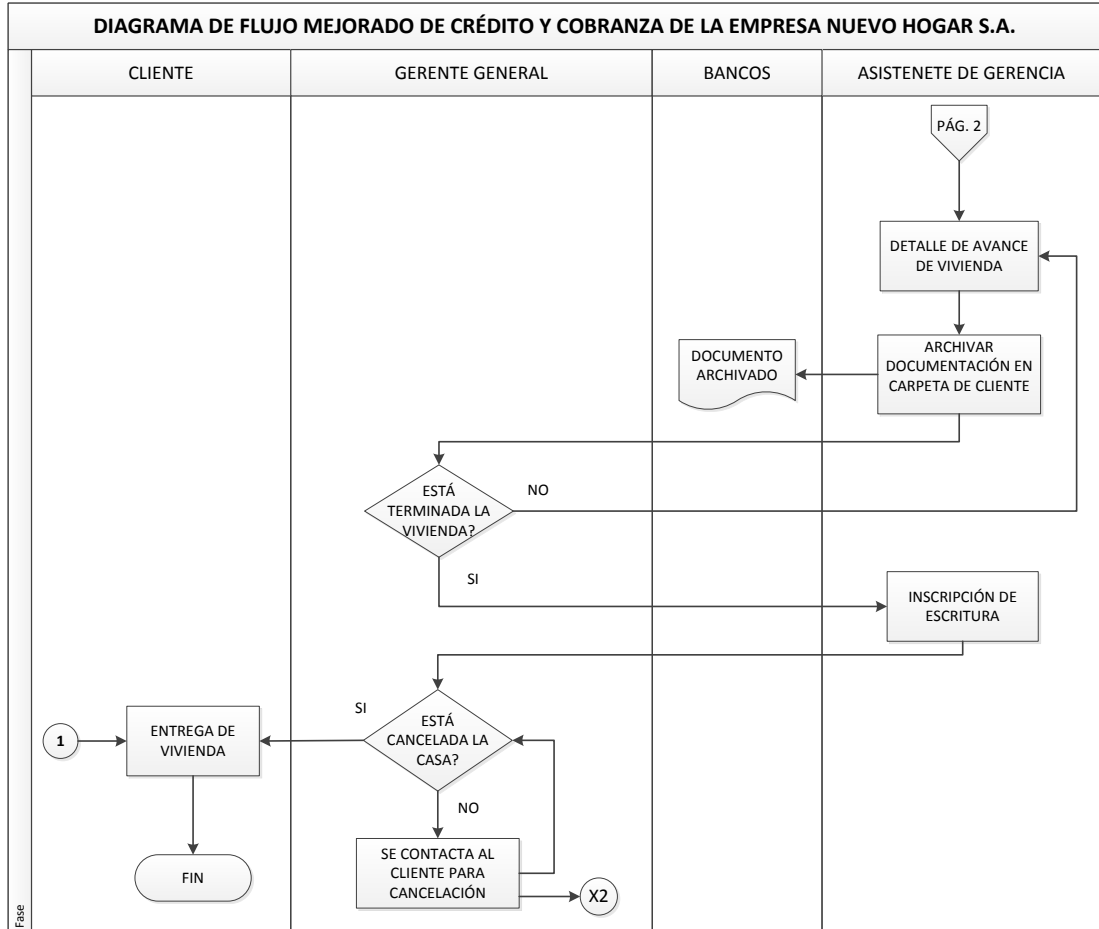 DIAGRAMA DE FLUJO MEJORADO DE CRÉDITO Y COBRANZA DE LA EMPRESA NUEVO HOGAR S.A.
CLIENTE
GERENTE GENERAL
BANCOS
ASISTENETE DE GERENCIA
PÁG. 2
DETALLE DE AVANCE
DE VIVIENDA
DOCUMENTO
ARCHIVADO
ARCHIVAR
DOCUMENTACIÓN EN
CARPETA DE CLIENTE
ESTÁ
TERMINADA LA
VIVIENDA?
NO
SI
INSCRIPCIÓN DE
ESCRITURA
SI
1
ENTREGA DE
VIVIENDA
ESTÁ
CANCELADA LA
CASA?
NO
FIN
SE CONTACTA AL
CLIENTE PARA
CANCELACIÓN
X2
Fase